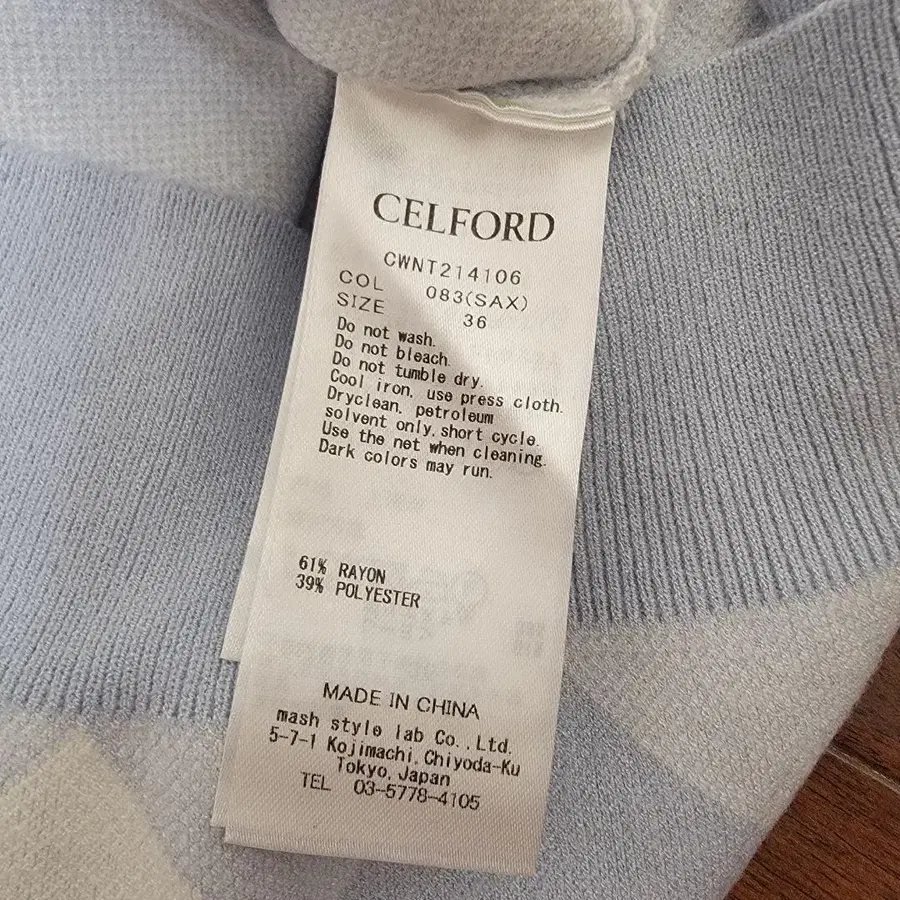 CELFORD
CWNT214106
COL 083(SAX)
SIZE 36
Do not wash.
Do not bleach.
Do not tumble dry.
Cool iron, use press cloth.
Dryclean, petroleum
solvent only, short cycle.
Use the net when cleaning.
Dark colors may run.
61% RAYON
39% POLYESTER
MADE IN CHINA
mash style lab Co.,Ltd.
5-7-1 Kojimachi,Chiyoda-Ku
Tokyo,Japan
TEL 03-5778-4105